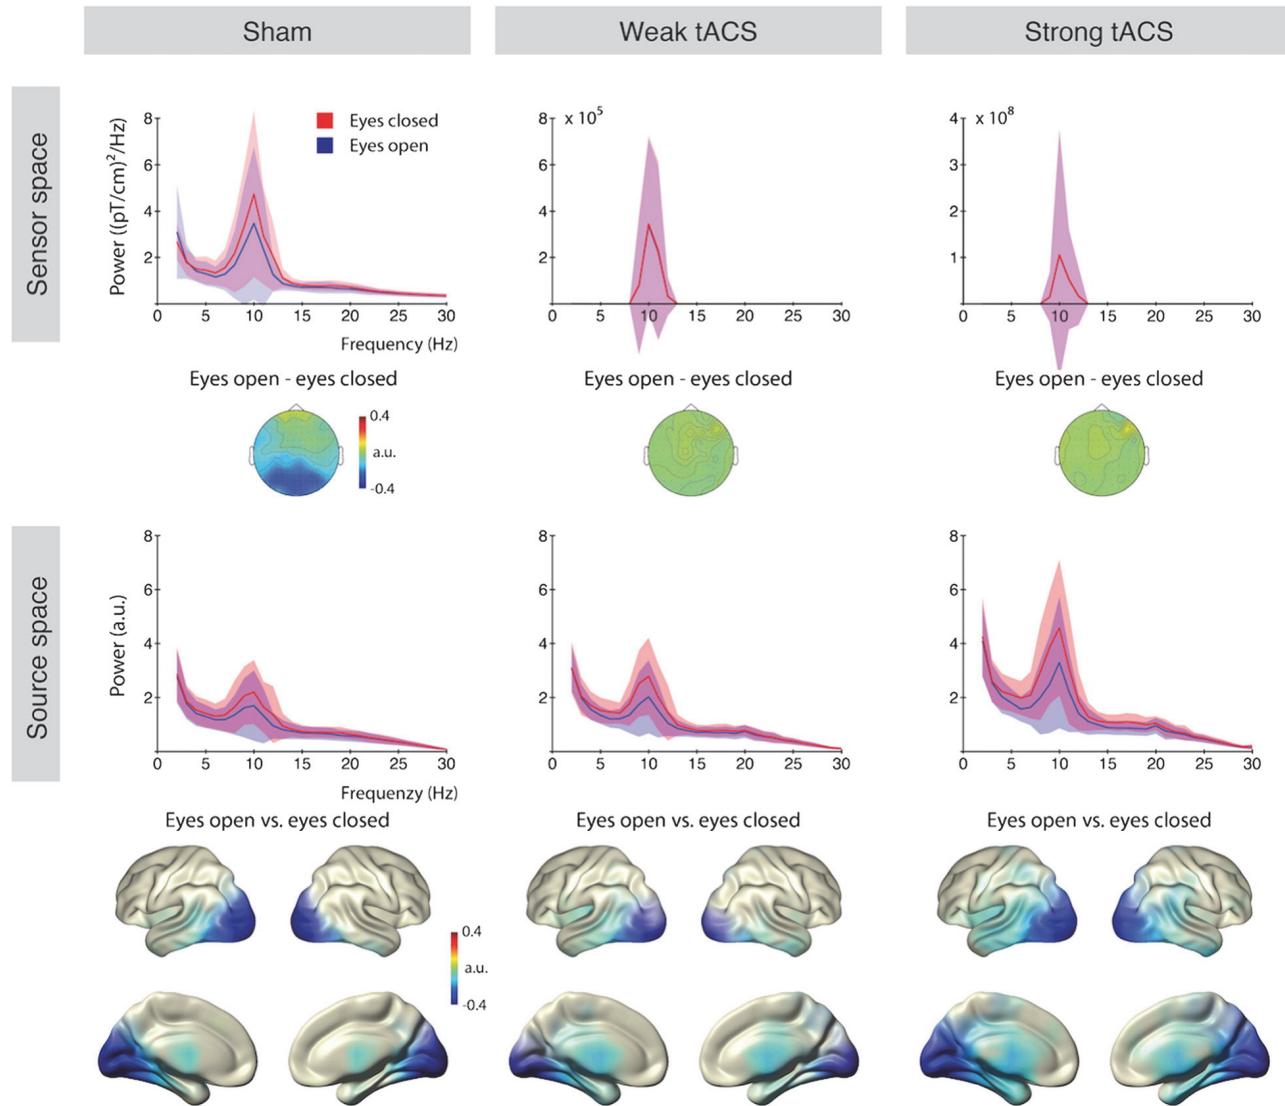 Sham
Weak tACS
Strong tACS
Sensor space
Power ((pT/cm)²/Hz)
8
6
4
2
0 5 10 15 20 25 30
Frequency (Hz)
Eyes closed
Eyes open
8 x 10⁵
6
4
2
0 5 10 15 20 25 30
4 x 10⁸
3
2
1
0 5 10 15 20 25 30
Eyes open - eyes closed
0.4
a.u.
-0.4
Eyes open - eyes closed
Eyes open - eyes closed
Source space
Power (a.u.)
8
6
4
2
0 5 10 15 20 25 30
Frequenzy (Hz)
8
6
4
2
0 5 10 15 20 25 30
8
6
4
2
0 5 10 15 20 25 30
Eyes open vs. eyes closed
Eyes open vs. eyes closed
Eyes open vs. eyes closed
0.4
a.u.
-0.4